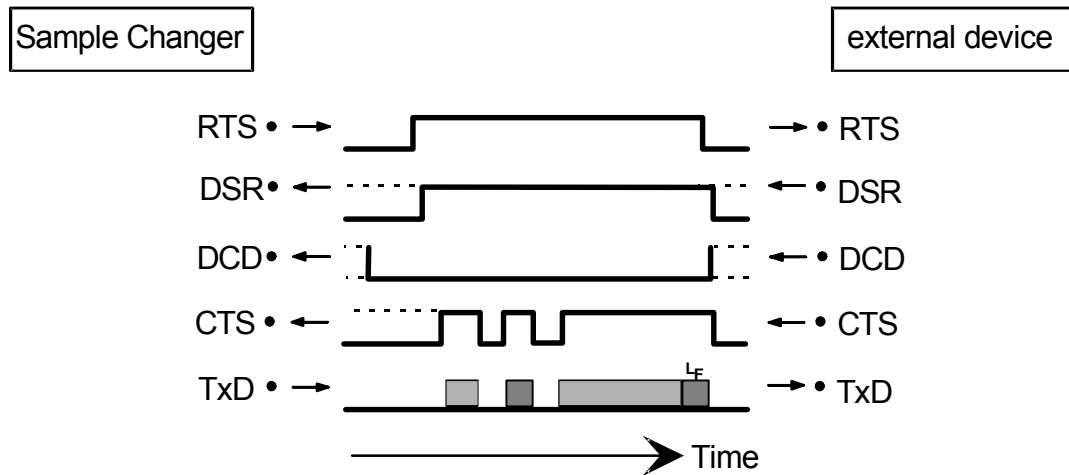 Sample Changer external device
RTS RTS
DSR DSR
DCD DCD
CTS CTS
LF
TxD TxD
Time